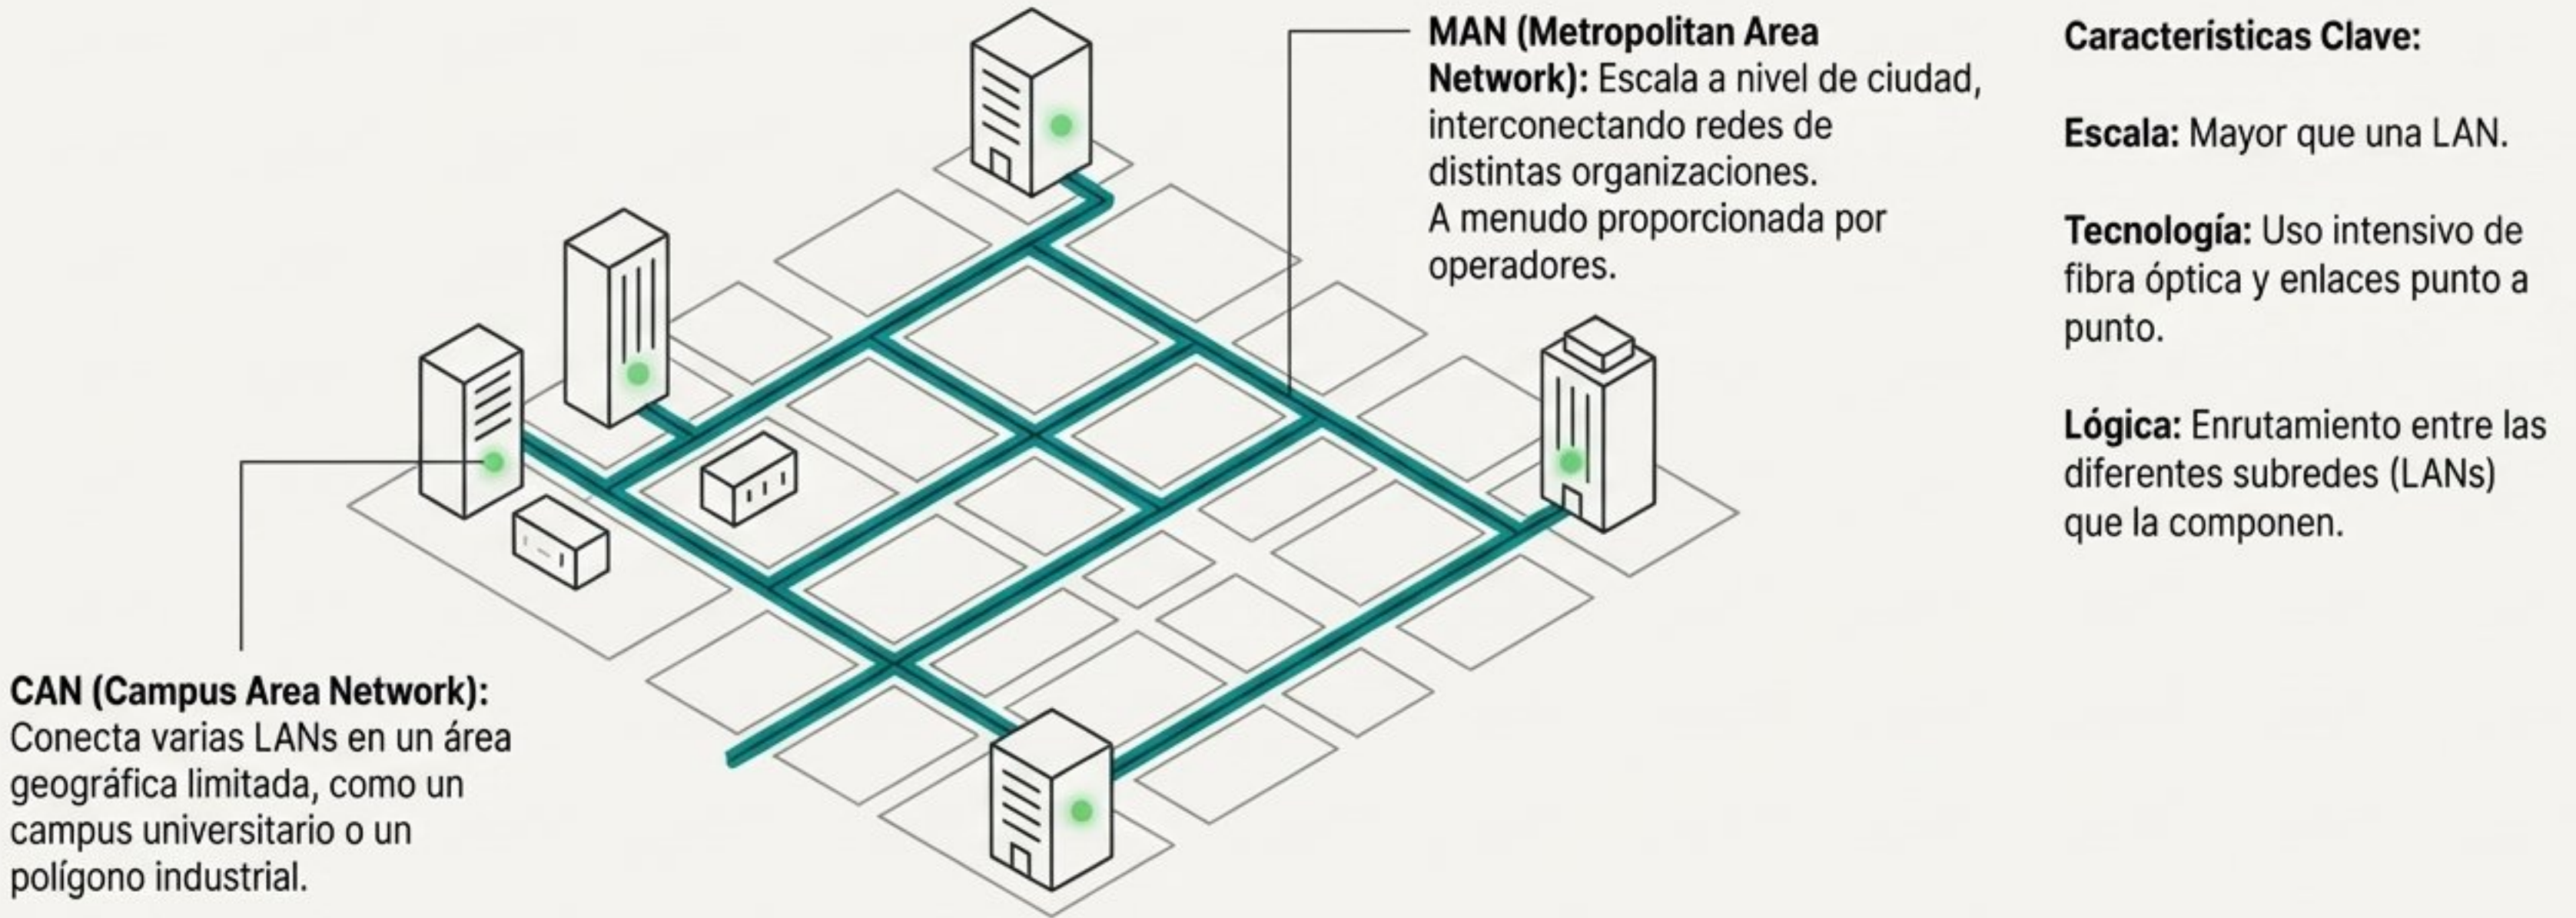 MAN (Metropolitan Area
Network): Escala a nivel de ciudad,
interconectando redes de
distintas organizaciones.
A menudo proporcionada por
operadores.
Características Clave:
Escala: Mayor que una LAN.
Tecnología: Uso intensivo de
fibra óptica y enlaces punto a
punto.
Lógica: Enrutamiento entre las
diferentes subredes (LANs)
que la componen.
CAN (Campus Area Network):
Conecta varias LANs en un área
geográfica limitada, como un
campus universitario o un
polígono industrial.